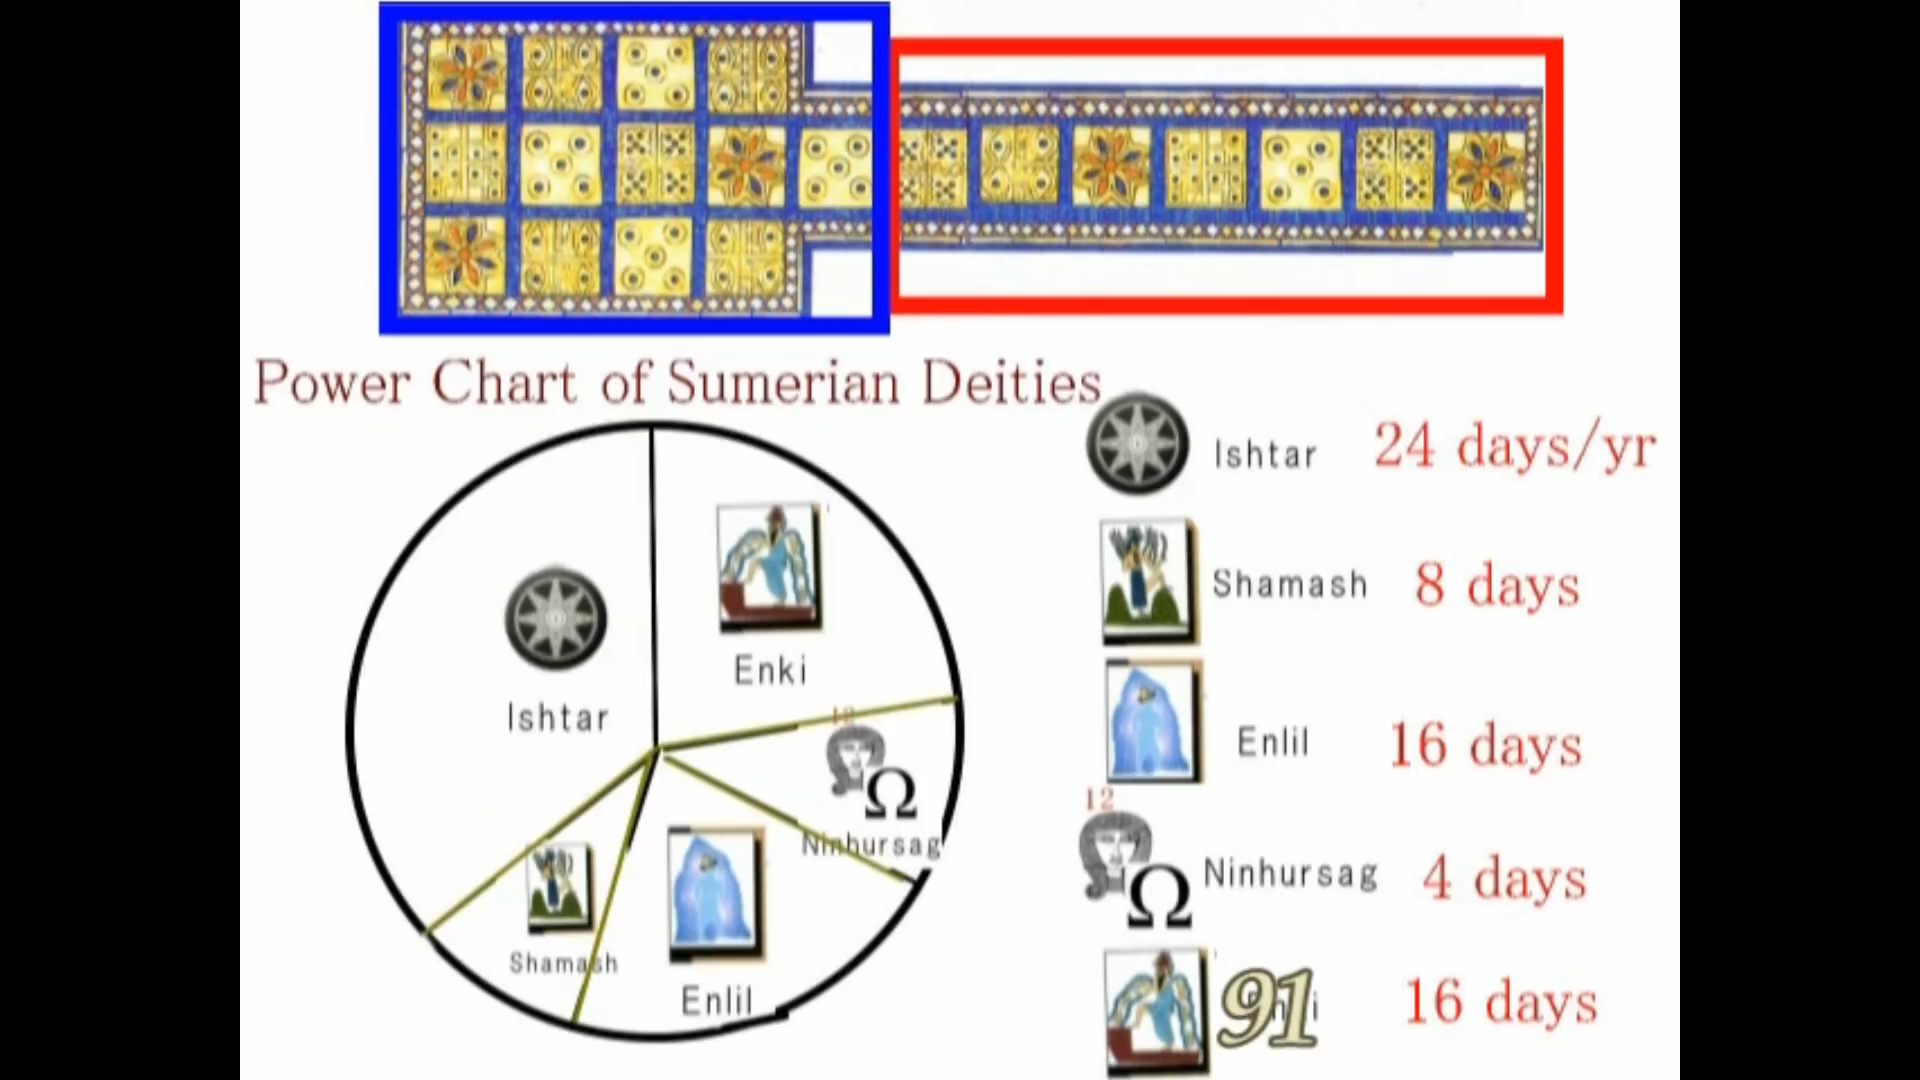 Power Chart of Sumerian Deities
Ishtar 24 days/yr
Shamash 8 days
Enlil 16 days
12
Ninhursag 4 days
91 16 days
Enki
Ishtar
12
Ω
Ninhursag
Shamash
Enlil
Ω